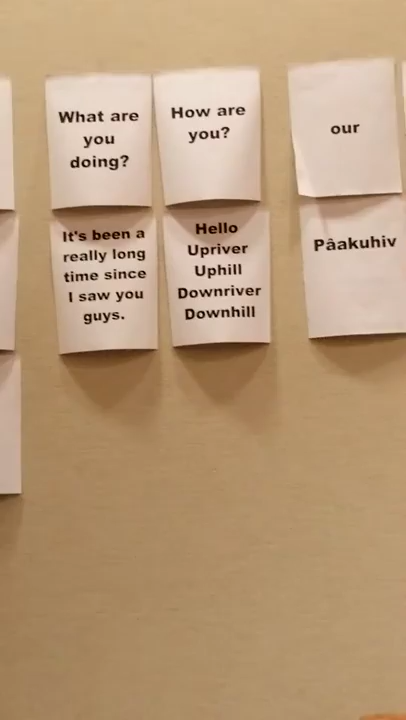 What are
you
doing?
How are
you?
our
It's been a
really long
time since
I saw you
guys.
Hello
Upriver
Uphill
Downriver
Downhill
Pâakuhiv